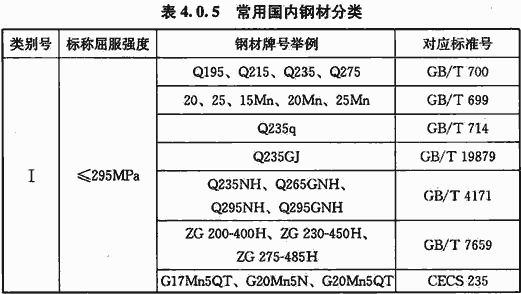 表 4.0.5 常用国内钢材分类
类别号 标称屈服强度 钢材牌号举例 对应标准号
Ⅰ ≤295MPa
Q195、Q215、Q235、Q275 GB/T 700
20、25、15Mn、20Mn、25Mn GB/T 699
Q235q GB/T 714
Q235GJ GB/T 19879
Q235NH、Q265GNH、
Q295NH、Q295GNH GB/T 4171
ZG 200-400H、ZG 230-450H、
ZG 275-485H GB/T 7659
G17Mn5QT、G20Mn5N、G20Mn5QT CECS 235